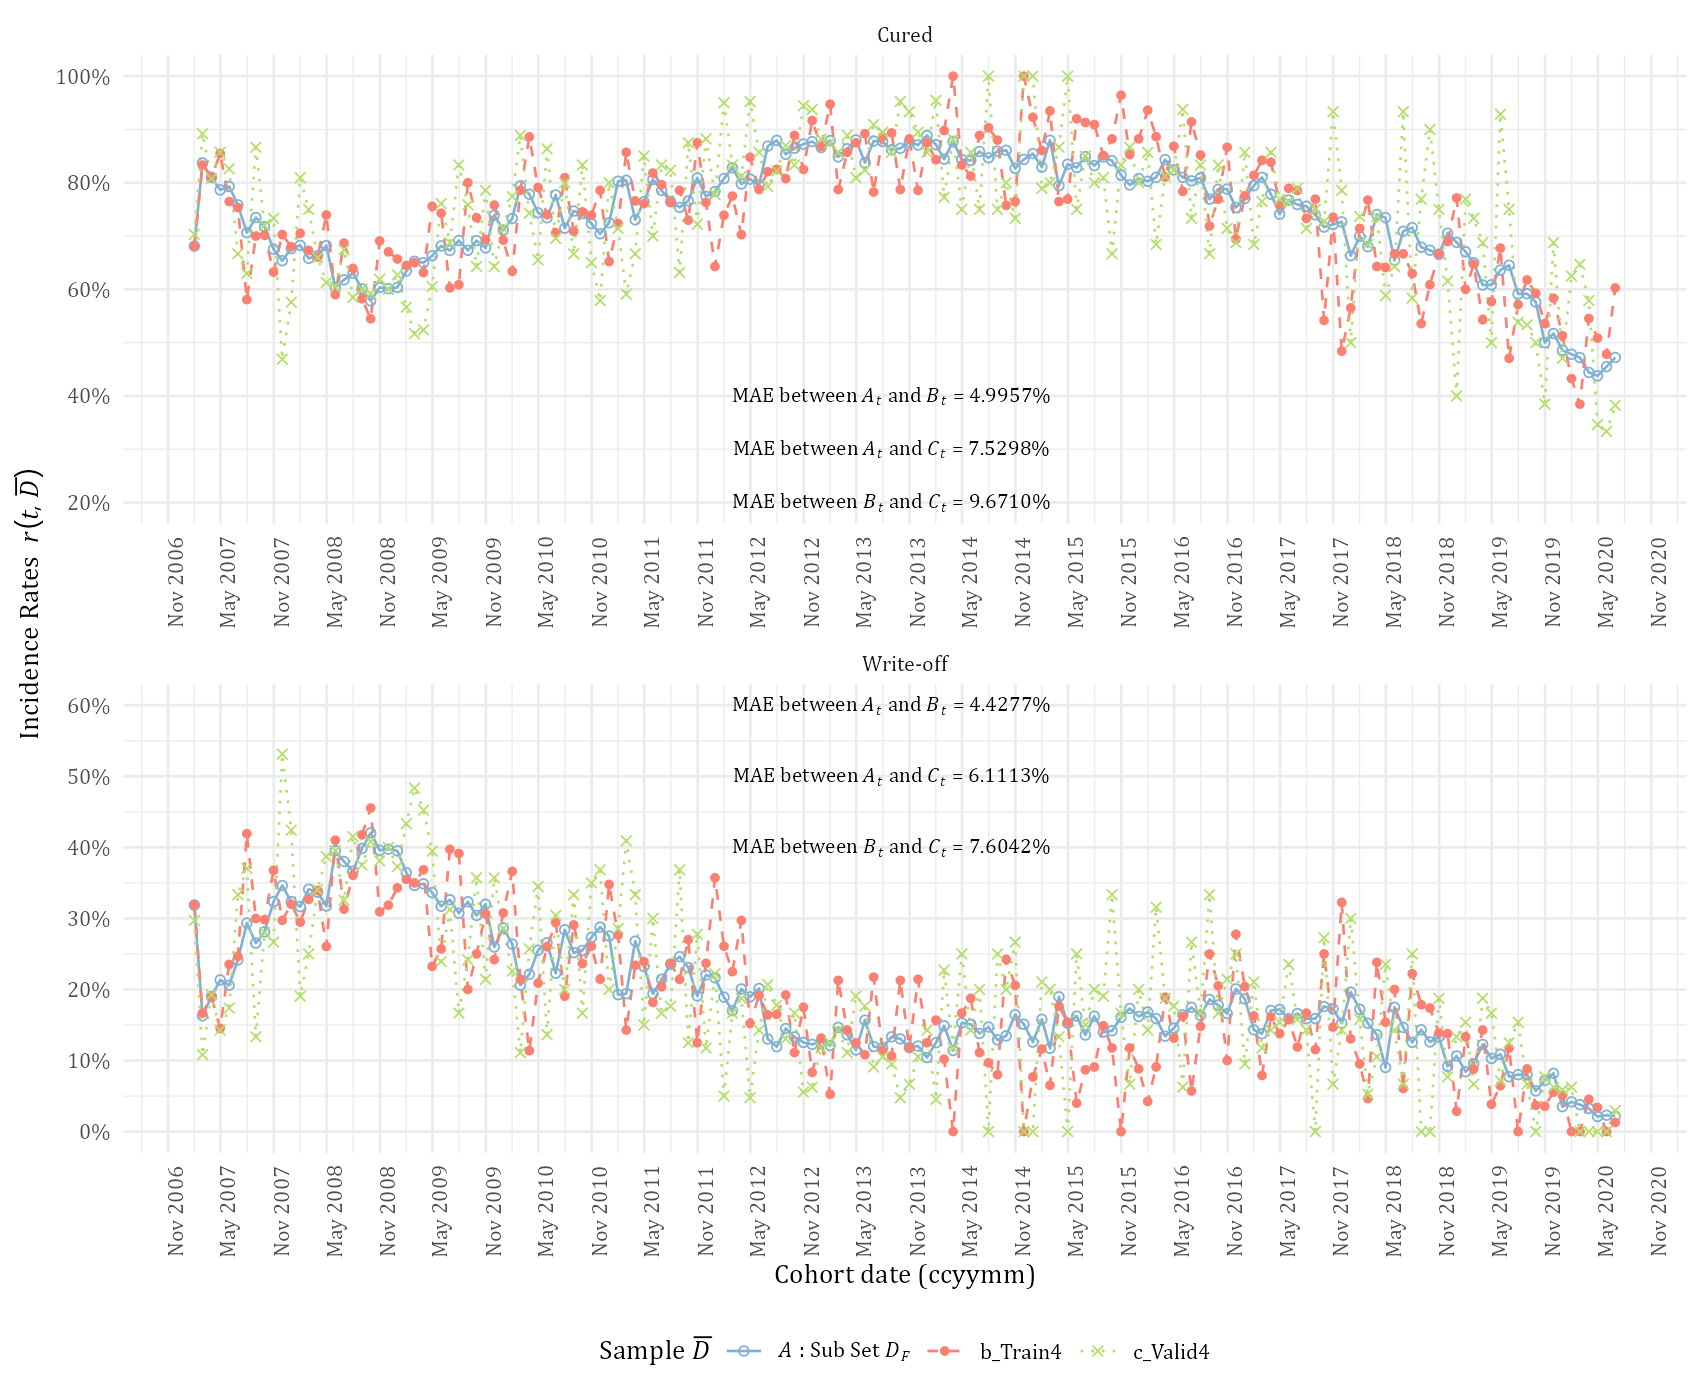 Cured
100%
80%
60%
40%
20%
MAE between A_t and B_t = 4.9957%
MAE between A_t and C_t = 7.5298%
MAE between B_t and C_t = 9.6710%
Nov 2006
May 2007
Nov 2007
May 2008
Nov 2008
May 2009
Nov 2009
May 2010
Nov 2010
May 2011
Nov 2011
May 2012
Nov 2012
May 2013
Nov 2013
May 2014
Nov 2014
May 2015
Nov 2015
May 2016
Nov 2016
May 2017
Nov 2017
May 2018
Nov 2018
May 2019
Nov 2019
May 2020
Nov 2020
Incidence Rates r(t, D̅)
Write-off
60%
50%
40%
30%
20%
10%
0%
MAE between A_t and B_t = 4.4277%
MAE between A_t and C_t = 6.1113%
MAE between B_t and C_t = 7.6042%
Nov 2006
May 2007
Nov 2007
May 2008
Nov 2008
May 2009
Nov 2009
May 2010
Nov 2010
May 2011
Nov 2011
May 2012
Nov 2012
May 2013
Nov 2013
May 2014
Nov 2014
May 2015
Nov 2015
May 2016
Nov 2016
May 2017
Nov 2017
May 2018
Nov 2018
May 2019
Nov 2019
May 2020
Nov 2020
Cohort date (ccyymm)
Sample D̅ A : Sub Set D_F b_Train4 c_Valid4